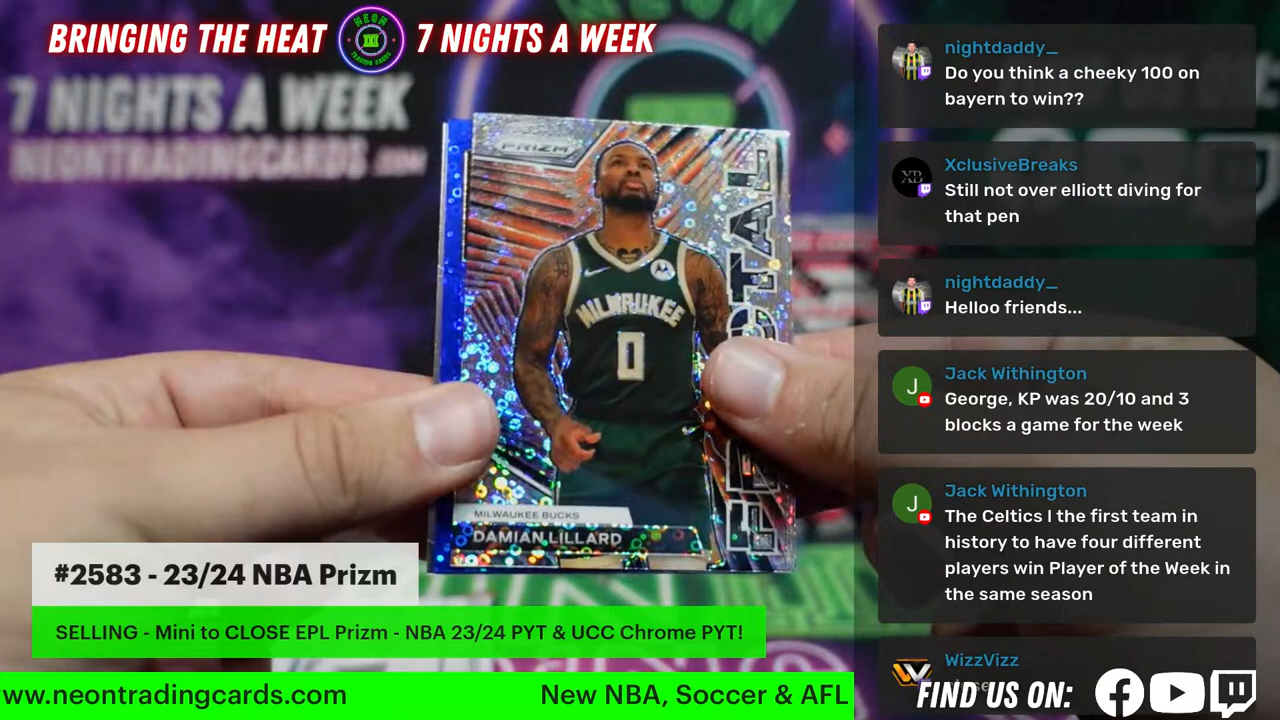 BRINGING THE HEAT
NEON
TRADING CARDS
7 NIGHTS A WEEK
7 NIGHTS A WEEK
NEONTRADINGCARDS.COM
PRIZM
MILWAUKEE
0
MILWAUKEE BUCKS
DAMIAN LILLARD
#2583 - 23/24 NBA Prizm
SELLING - Mini to CLOSE EPL Prizm - NBA 23/24 PYT & UCC Chrome PYT!
www.neontradingcards.com
New NBA, Soccer & AFL
nightdaddy_
Do you think a cheeky 100 on
bayern to win??
XB
XclusiveBreaks
Still not over elliott diving for
that pen
nightdaddy_
Helloo friends...
J
Jack Withington
George, KP was 20/10 and 3
blocks a game for the week
J
Jack Withington
The Celtics I the first team in
history to have four different
players win Player of the Week in
the same season
WizzVizz
FIND US ON: